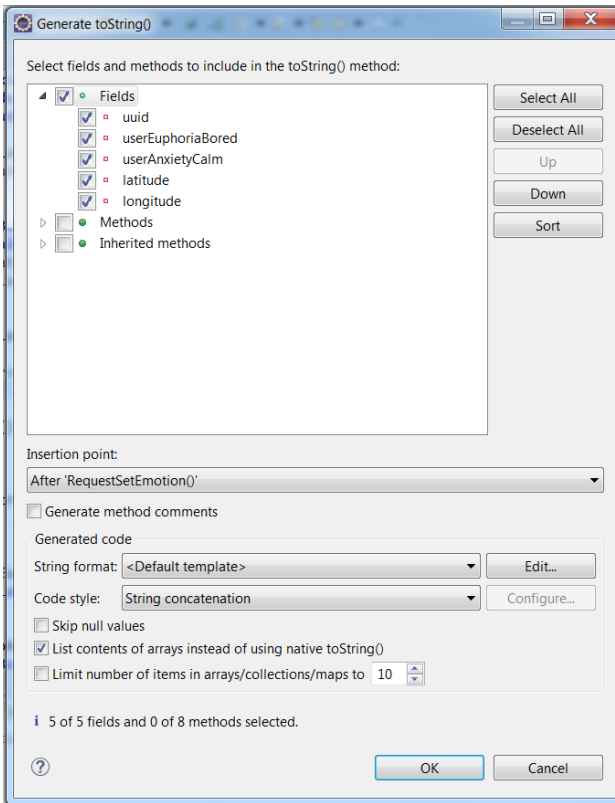 Generate toString()
Select fields and methods to include in the toString() method:
Fields
uuid
userEuphoriaBored
userAnxietyCalm
latitude
longitude
Methods
Inherited methods
Select All
Deselect All
Up
Down
Sort
Insertion point:
After 'RequestSetEmotion()'
Generate method comments
Generated code
String format: <Default template> Edit...
Code style: String concatenation Configure...
Skip null values
List contents of arrays instead of using native toString()
Limit number of items in arrays/collections/maps to 10
i 5 of 5 fields and 0 of 8 methods selected.
? OK Cancel